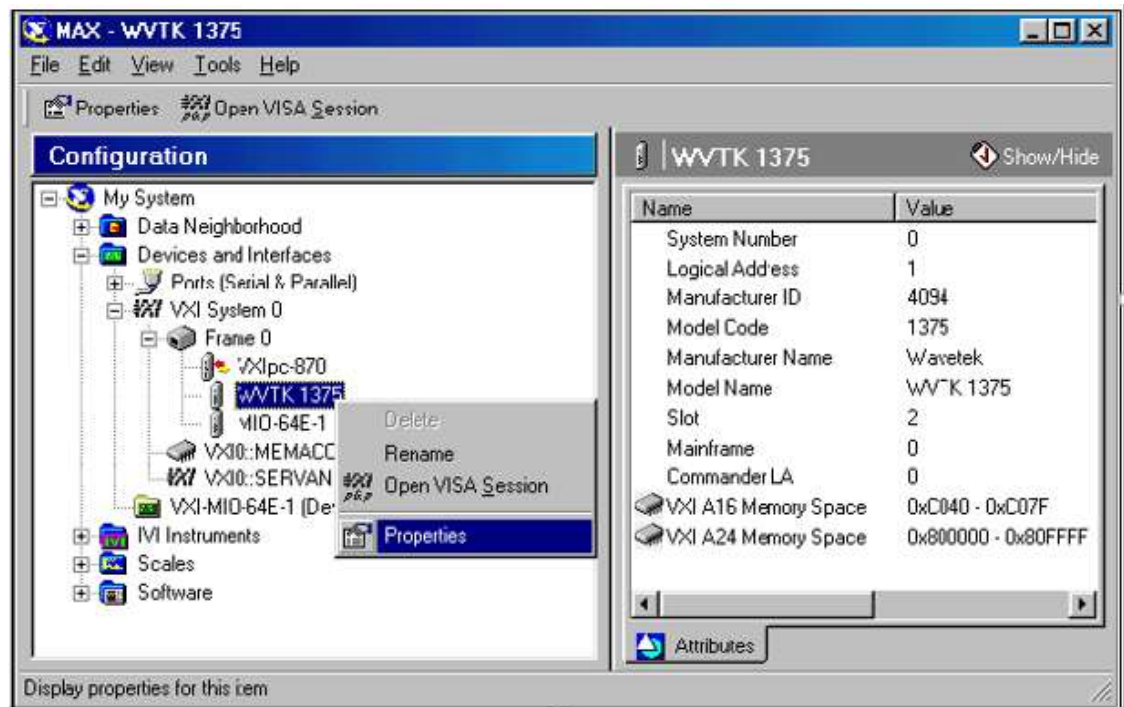 MAX - WVTK 1375
File Edit View Tools Help
Properties Open VISA Session
Configuration
My System
Data Neighborhood
Devices and Interfaces
Ports (Serial & Parallel)
VXI System 0
Frame 0
VXIpc-870
WVTK 1375
MIO-64E-1
VXI0::MEMACC
VXI0::SERVAN
VXI-MIO-64E-1 (De
IVI Instruments
Scales
Software
Delete
Rename
Open VISA Session
Properties
WVTK 1375 Show/Hide
Name Value
System Number 0
Logical Address 1
Manufacturer ID 4094
Model Code 1375
Manufacturer Name Wavetek
Model Name WVTK 1375
Slot 2
Mainframe 0
Commander LA 0
VXI A16 Memory Space 0xC040 - 0xC07F
VXI A24 Memory Space 0x800000 - 0x80FFFF
Attributes
Display properties for this item